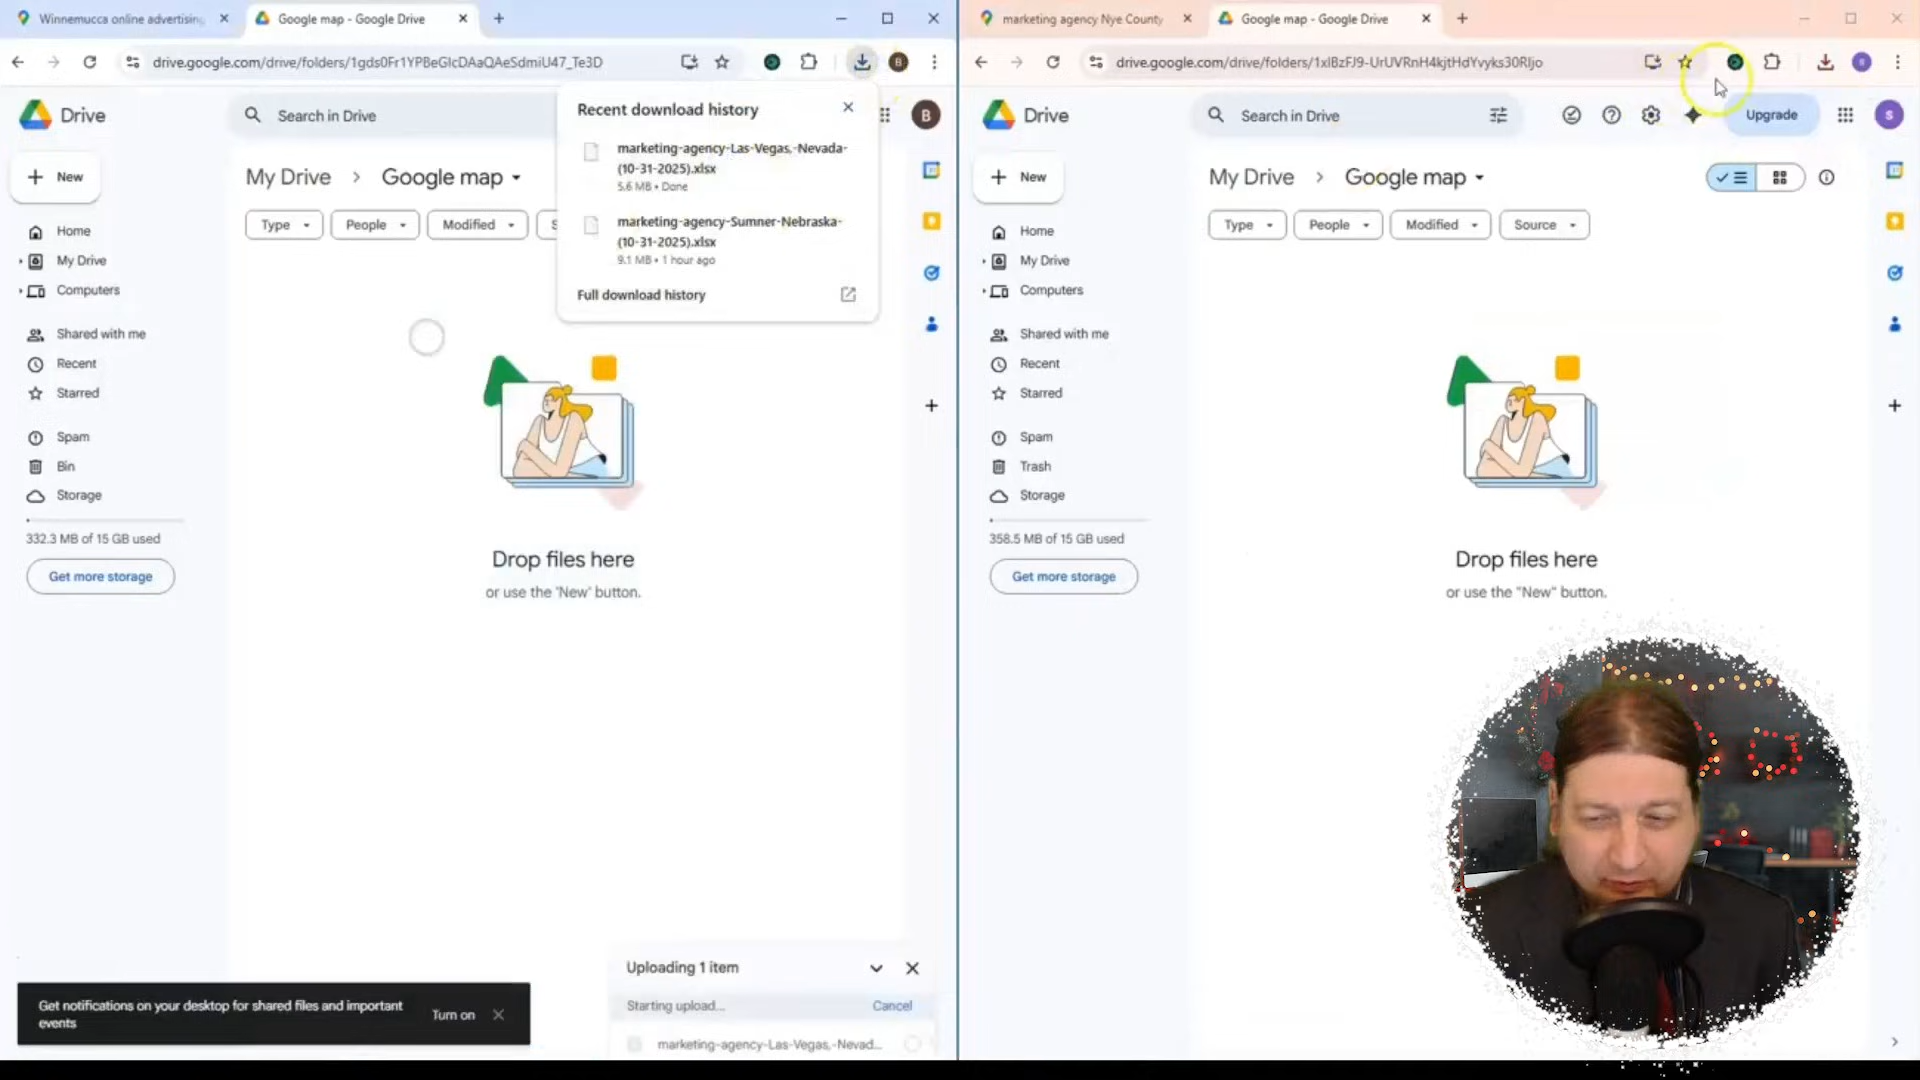 Winnemucca online advertising
Google map - Google Drive
drive.google.com/drive/folders/1gds0Fr1YPBeGlcDAaQAeSdmiU47_Te3D
B
Drive
Search in Drive
B
Recent download history
marketing-agency-Las-Vegas,-Nevada-
(10-31-2025).xlsx
5.6 MB • Done
marketing-agency-Sumner-Nebraska-
(10-31-2025).xlsx
9.1 MB • 1 hour ago
Full download history
New
My Drive
Google map
Type
People
Modified
Home
My Drive
Computers
Shared with me
Recent
Starred
Spam
Bin
Storage
332.3 MB of 15 GB used
Get more storage
Drop files here
or use the 'New' button.
Uploading 1 item
Starting upload...
Cancel
marketing-agency-Las-Vegas,-Nevad...
Get notifications on your desktop for shared files and important
events
Turn on
marketing agency Nye County
Google map - Google Drive
drive.google.com/drive/folders/1xlBzFJ9-UrUVRnH4kjtHdYvyks30RIjo
S
Drive
Search in Drive
Upgrade
S
New
My Drive
Google map
Type
People
Modified
Source
Home
My Drive
Computers
Shared with me
Recent
Starred
Spam
Trash
Storage
358.5 MB of 15 GB used
Get more storage
Drop files here
or use the "New" button.